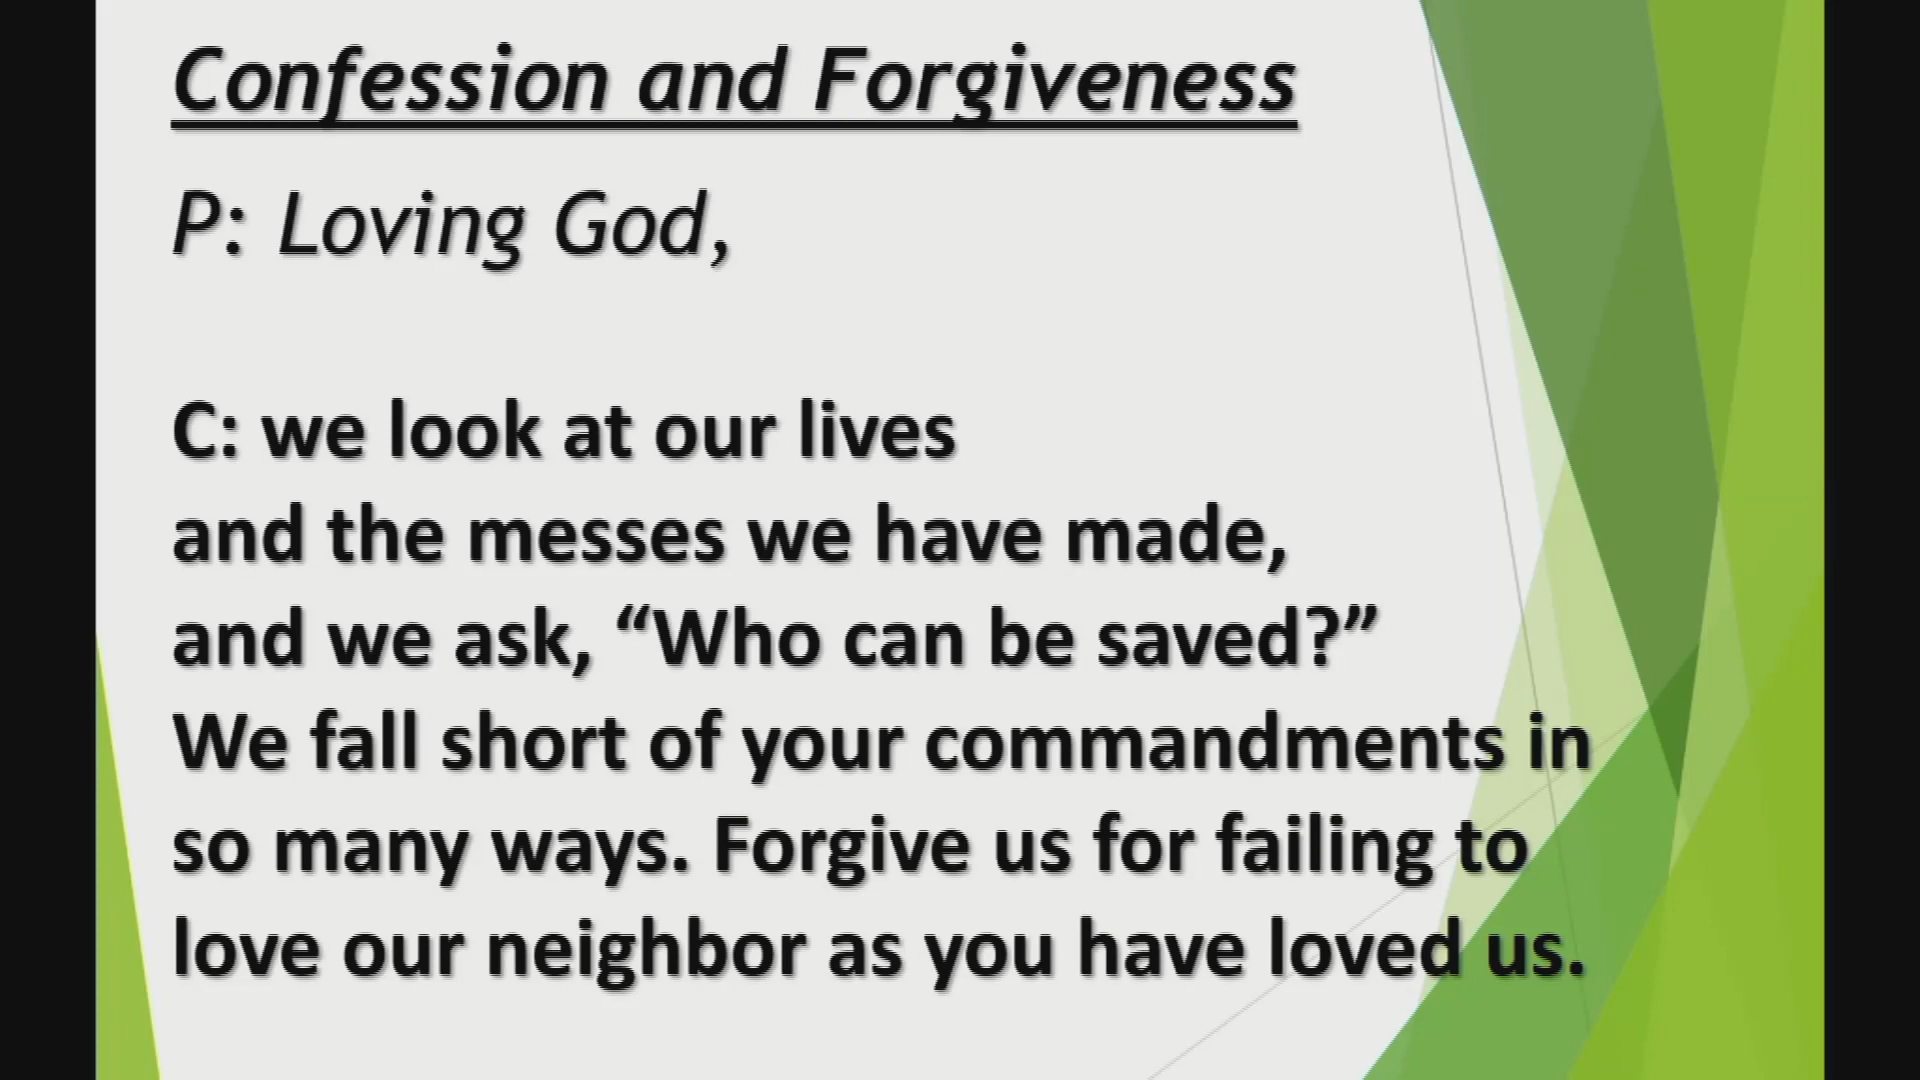 Confession and Forgiveness
P: Loving God,
C: we look at our lives
and the messes we have made,
and we ask, “Who can be saved?”
We fall short of your commandments in
so many ways. Forgive us for failing to
love our neighbor as you have loved us.